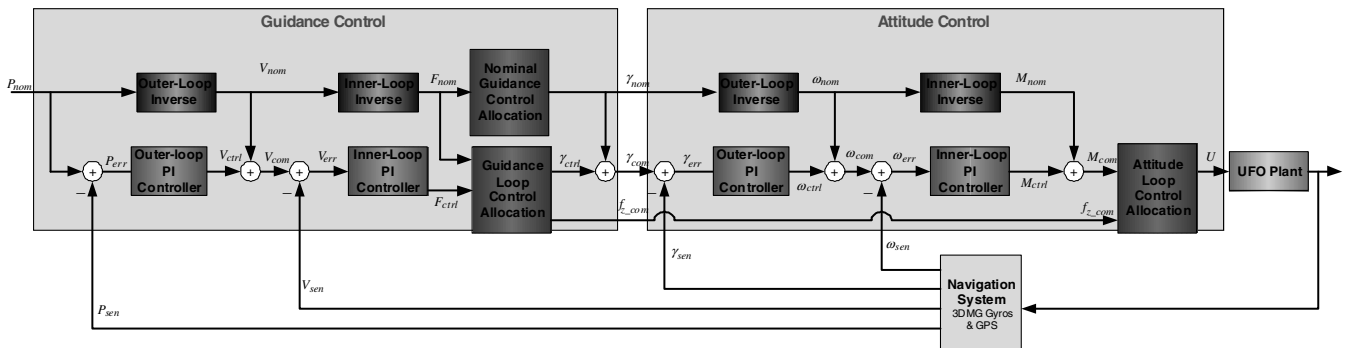 Guidance Control
Attitude Control
P_nom
Outer-Loop
Inverse
V_nom
Inner-Loop
Inverse
F_nom
Nominal
Guidance
Control
Allocation
γ_nom
Outer-Loop
Inverse
ω_nom
Inner-Loop
Inverse
M_nom
P_err
Outer-loop
PI
Controller
V_ctrl
V_com
V_err
Inner-Loop
PI
Controller
F_ctrl
Guidance
Loop
Control
Allocation
γ_ctrl
γ_com
f_z_com
γ_err
Outer-loop
PI
Controller
ω_ctrl
ω_com
ω_err
Inner-Loop
PI
Controller
M_ctrl
M_com
f_z_com
Attitude
Loop
Control
Allocation
U
UFO Plant
+
+
+
+
+
+
+
+
−
−
−
−
γ_sen
ω_sen
V_sen
P_sen
Navigation
System
3DMG Gyros
& GPS